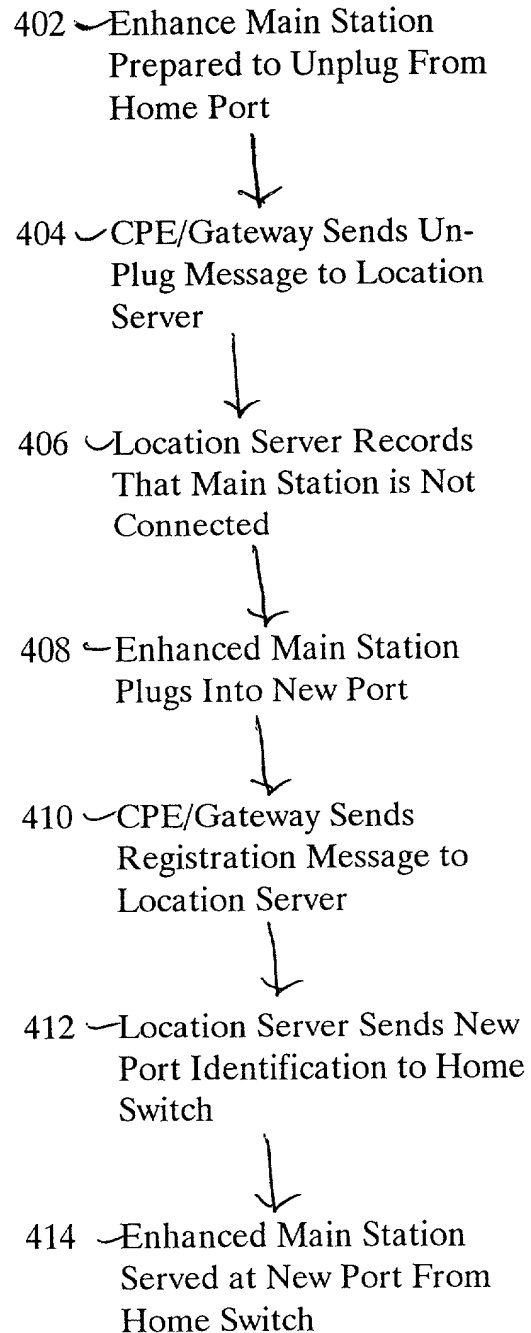 402 Enhance Main Station
Prepared to Unplug From
Home Port
404 CPE/Gateway Sends Un-
Plug Message to Location
Server
406 Location Server Records
That Main Station is Not
Connected
408 Enhanced Main Station
Plugs Into New Port
410 CPE/Gateway Sends
Registration Message to
Location Server
412 Location Server Sends New
Port Identification to Home
Switch
414 Enhanced Main Station
Served at New Port From
Home Switch